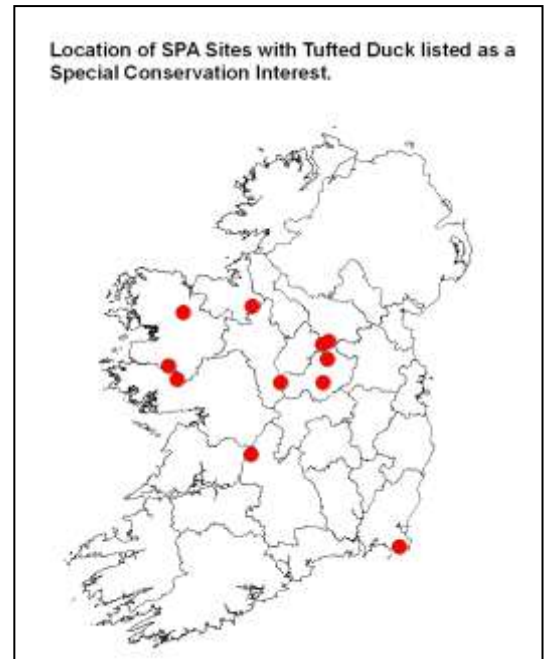 Location of SPA Sites with Tufted Duck listed as a
Special Conservation Interest.